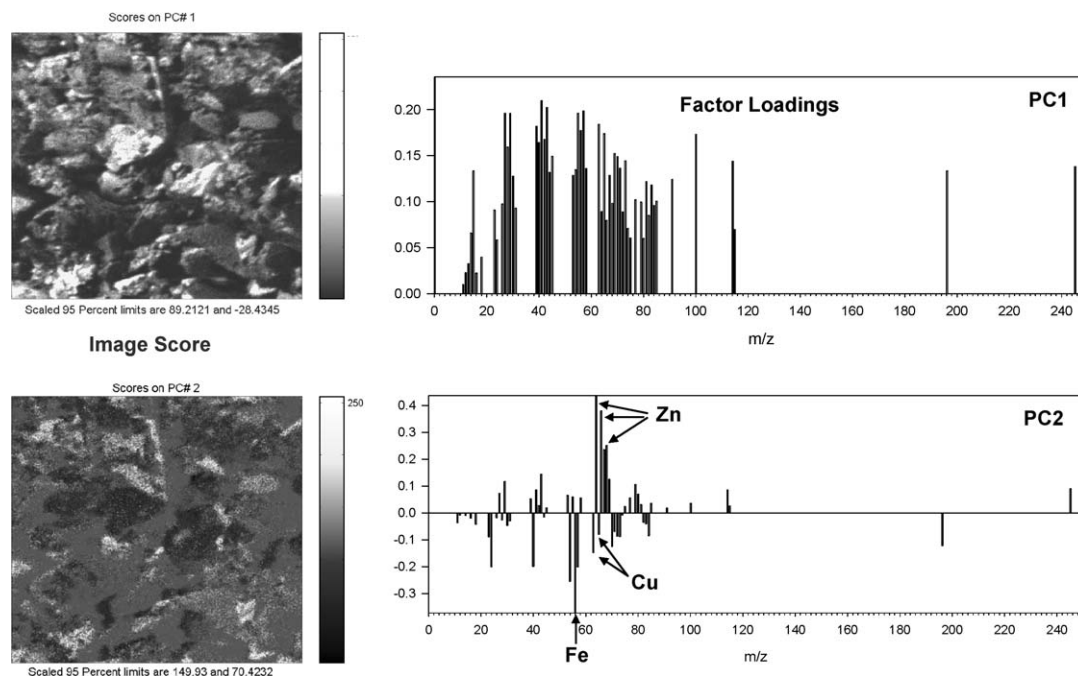 Scores on PC# 1
Scaled 95 Percent limits are 89.2121 and -28.4345
Image Score
Scores on PC# 2
250
Scaled 95 Percent limits are 149.93 and 70.4232
Factor Loadings
PC1
0.20
0.15
0.10
0.05
0.00
0 20 40 60 80 100 120 140 160 180 200 220 240
m/z
PC2
Zn
Cu
Fe
0.4
0.3
0.2
0.1
0.0
-0.1
-0.2
-0.3
0 20 40 60 80 100 120 140 160 180 200 220 240
m/z